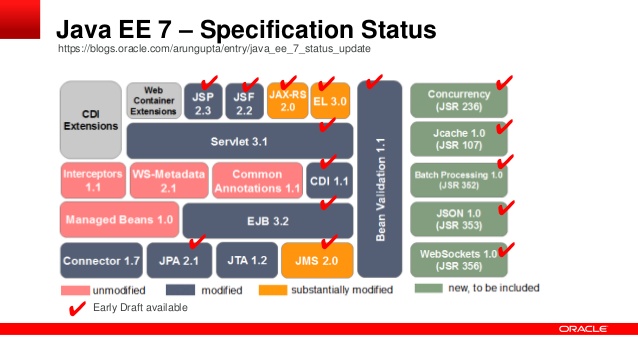 Java EE 7 – Specification Status
https://blogs.oracle.com/arungupta/entry/java_ee_7_status_update
CDI
Extensions
Web
Container
Extensions
JSP
2.3
JSF
2.2
JAX-RS
2.0
EL 3.0
Servlet 3.1
Interceptors
1.1
WS-Metadata
2.1
Common
Annotations 1.1
CDI 1.1
Managed Beans 1.0
EJB 3.2
Connector 1.7
JPA 2.1
JTA 1.2
JMS 2.0
Bean Validation 1.1
Concurrency
(JSR 236)
Jcache 1.0
(JSR 107)
Batch Processing 1.0
(JSR 352)
JSON 1.0
(JSR 353)
WebSockets 1.0
(JSR 356)
unmodified
modified
substantially modified
new, to be included
Early Draft available
ORACLE